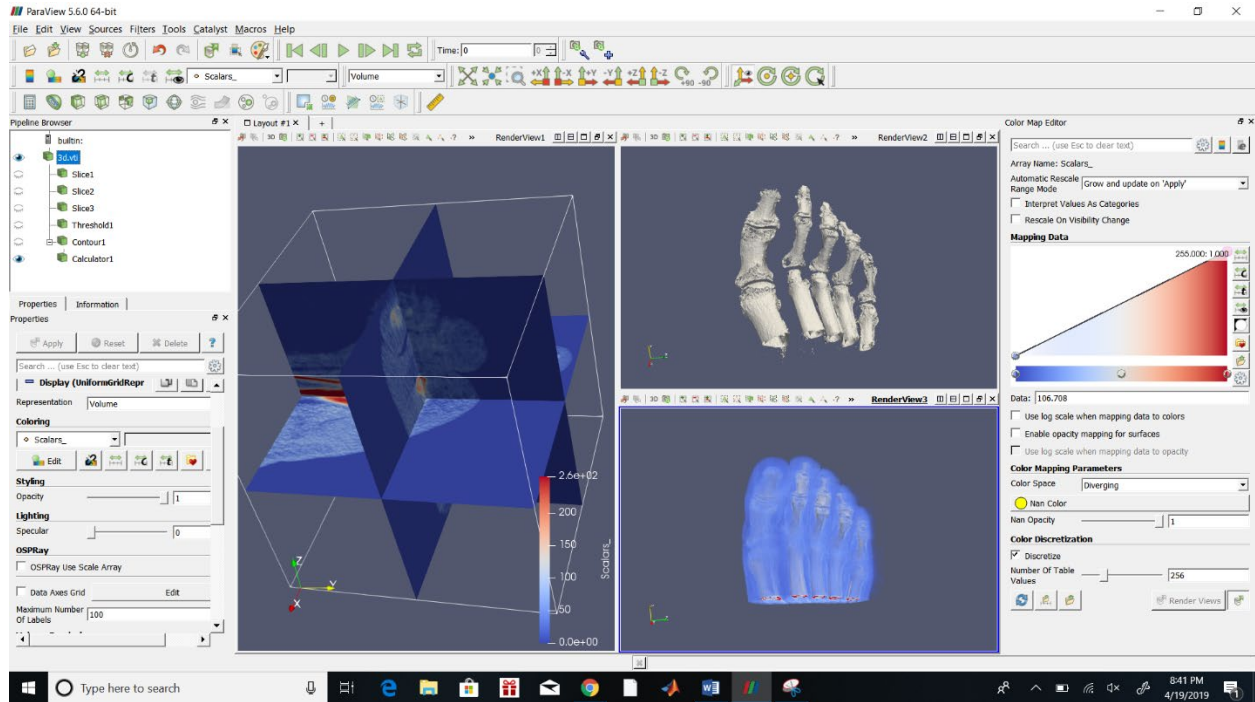 ParaView 5.6.0 64-bit
File Edit View Sources Filters Tools Catalyst Macros Help
Time: 0 0
Scalars_ Volume +X -X +Y -Y +Z -Z +90 -90
Pipeline Browser
builtin:
3d.vti
Slice1
Slice2
Slice3
Threshold1
Contour1
Calculator1
Properties Information
Properties
Apply Reset Delete ?
Search ... (use Esc to clear text)
Display (UniformGridRepr
Representation Volume
Coloring
Scalars_
Edit
Styling
Opacity 1
Lighting
Specular 0
OSPRay
OSPRay Use Scale Array
Data Axes Grid Edit
Maximum Number Of Labels 100
Layout #1 X +
3D RenderView1
Z
Y
X
2.6e+02
200
150
100
50
0.0e+00
Scalars_
3D RenderView2
3D RenderView3
Color Map Editor
Search ... (use Esc to clear text)
Array Name: Scalars_
Automatic Rescale Range Mode Grow and update on 'Apply'
Interpret Values As Categories
Rescale On Visibility Change
Mapping Data
255.000: 1.000
Data: 106.708
Use log scale when mapping data to colors
Enable opacity mapping for surfaces
Use log scale when mapping data to opacity
Color Mapping Parameters
Color Space Diverging
Nan Color
Nan Opacity 1
Color Discretization
Discretize
Number Of Table Values 256
Render Views
Type here to search
8:41 PM
4/19/2019